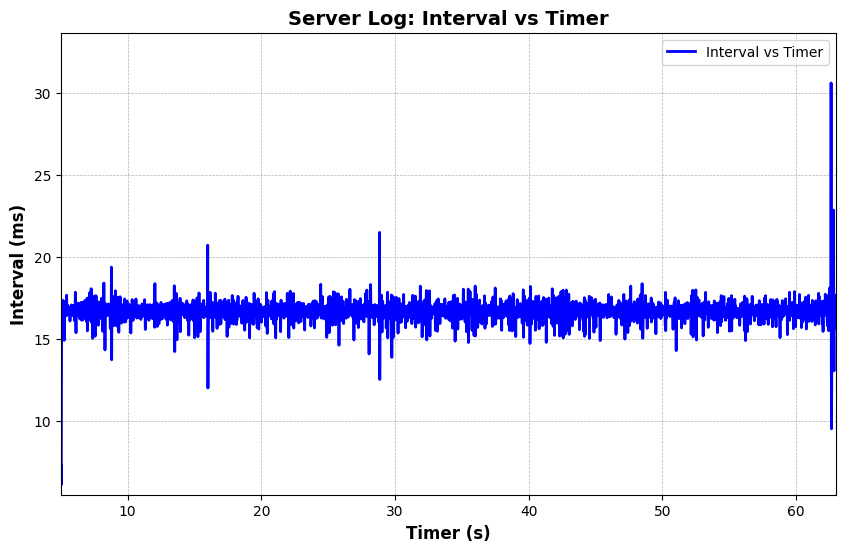 Server Log: Interval vs Timer
Interval vs Timer
30
25
20
15
10
Interval (ms)
10 20 30 40 50 60
Timer (s)